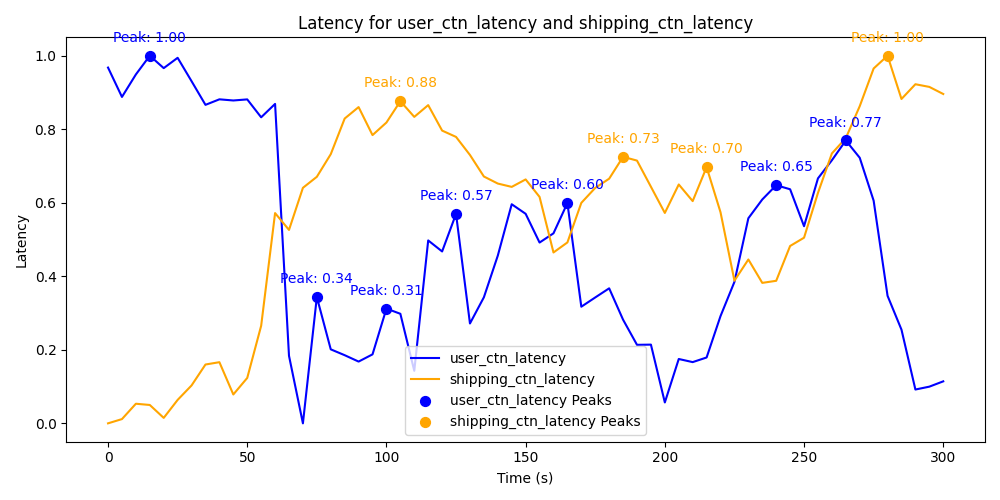 Latency for user_ctn_latency and shipping_ctn_latency
Peak: 1.00
Peak: 1.00
Peak: 0.88
Peak: 0.77
Peak: 0.73
Peak: 0.70
Peak: 0.65
Peak: 0.60
Peak: 0.57
Peak: 0.34
Peak: 0.31
Latency
1.0
0.8
0.6
0.4
0.2
0.0
user_ctn_latency
shipping_ctn_latency
user_ctn_latency Peaks
shipping_ctn_latency Peaks
0 50 100 150 200 250 300
Time (s)